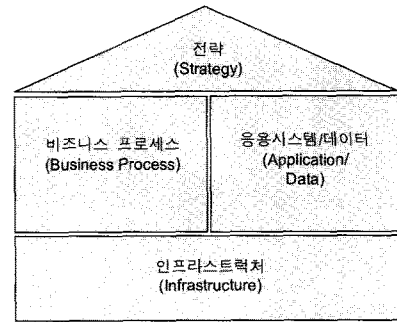 전략
(Strategy)
비즈니스 프로세스
(Business Process)
응용시스템/데이터
(Application/
Data)
인프라스트럭처
(Infrastructure)